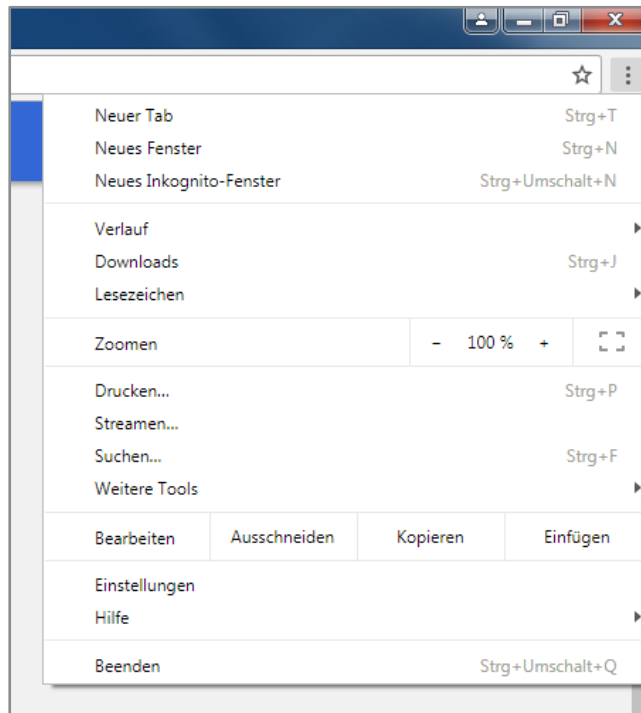 Neuer Tab Strg+T
Neues Fenster Strg+N
Neues Inkognito-Fenster Strg+Umschalt+N
Verlauf
Downloads Strg+J
Lesezeichen
Zoomen - 100 % +
Drucken... Strg+P
Streamen...
Suchen... Strg+F
Weitere Tools
Bearbeiten Ausschneiden Kopieren Einfügen
Einstellungen
Hilfe
Beenden Strg+Umschalt+Q